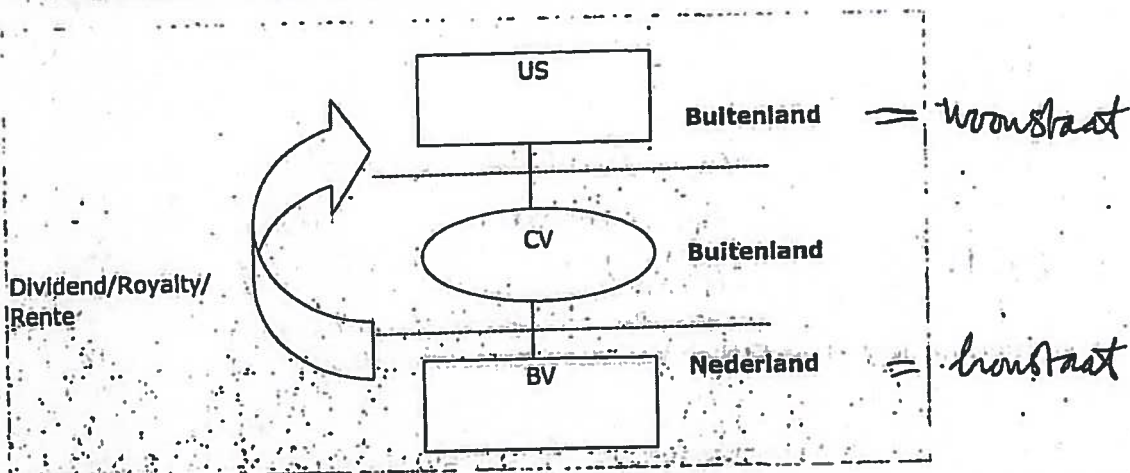 US
Buitenland = woonstaat
CV
Buitenland
Dividend/Royalty/
Rente
Nederland = bronstaat
BV